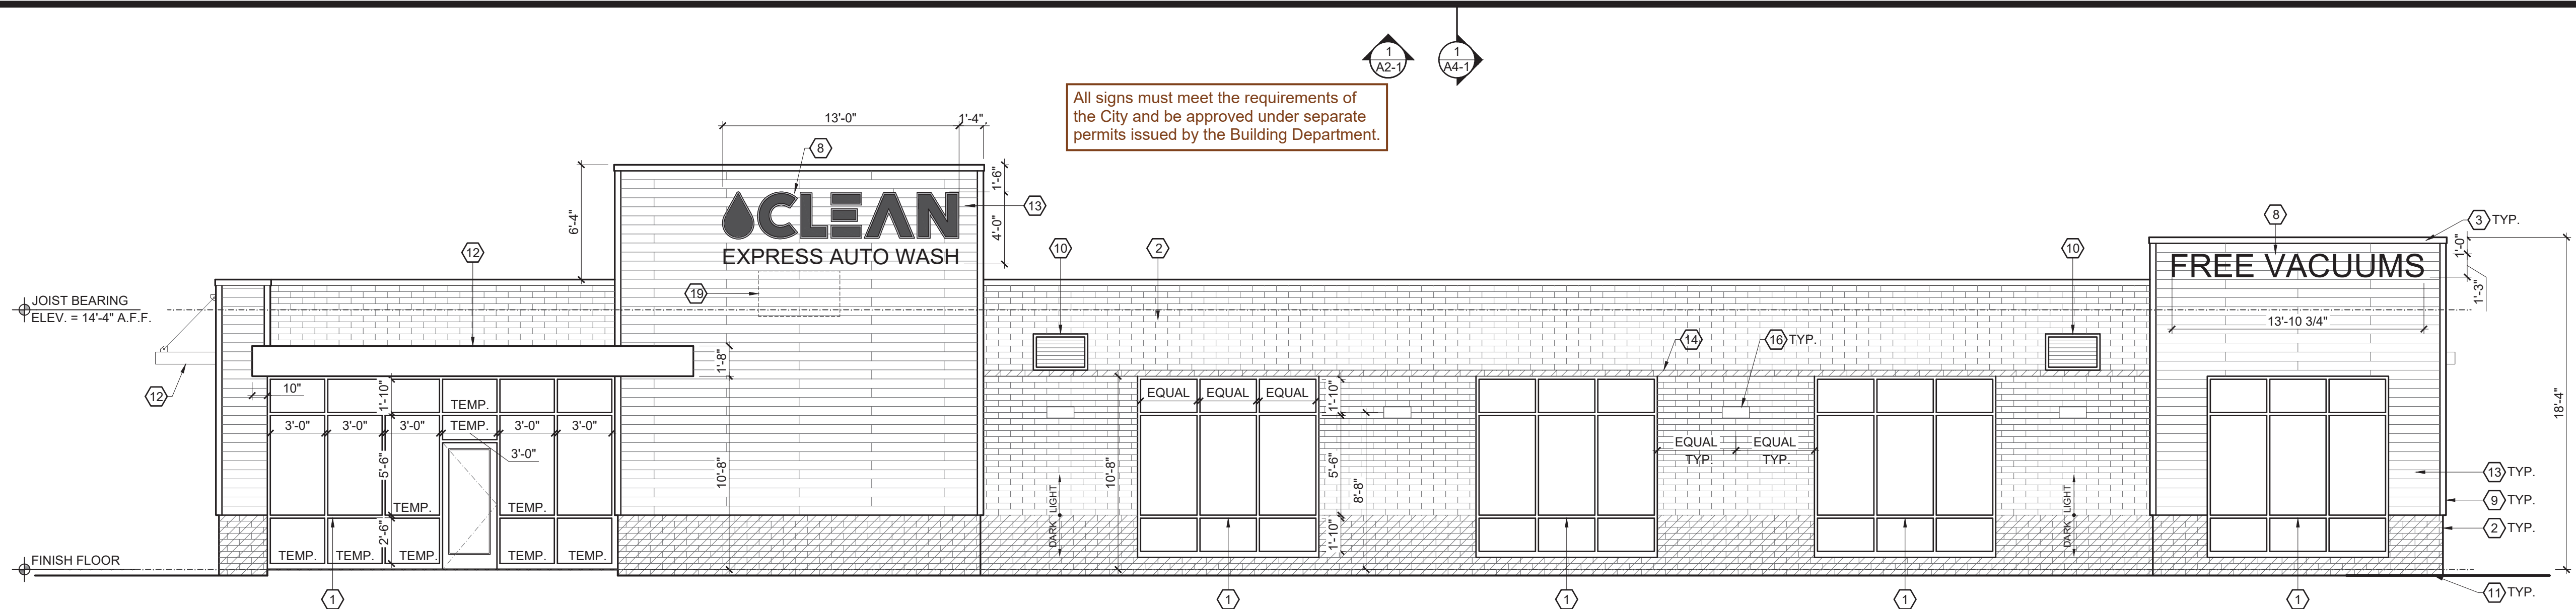 1
A2-1
1
A4-1
All signs must meet the requirements of
the City and be approved under separate
permits issued by the Building Department.
13'-0"
1'-4"
8
1'-6"
4'-0"
13
6'-4"
CLEAN
EXPRESS AUTO WASH
19
12
10
2
10
8
3 TYP.
1'-0"
1'-3"
FREE VACUUMS
13'-10 3/4"
18'-4"
JOIST BEARING
ELEV. = 14'-4" A.F.F.
12
10"
1'-8"
14
16 TYP.
1'-10"
TEMP.
3'-0" 3'-0" 3'-0" TEMP. 3'-0" 3'-0"
3'-0"
5'-6"
TEMP. TEMP.
2'-6"
TEMP. TEMP. TEMP. TEMP. TEMP.
10'-8"
10'-8"
EQUAL EQUAL EQUAL
1'-10"
5'-6"
8'-8"
1'-10"
EQUAL EQUAL
TYP. TYP.
LIGHT
DARK
LIGHT
DARK
13 TYP.
9 TYP.
2 TYP.
11 TYP.
FINISH FLOOR
1
1
1
1
1